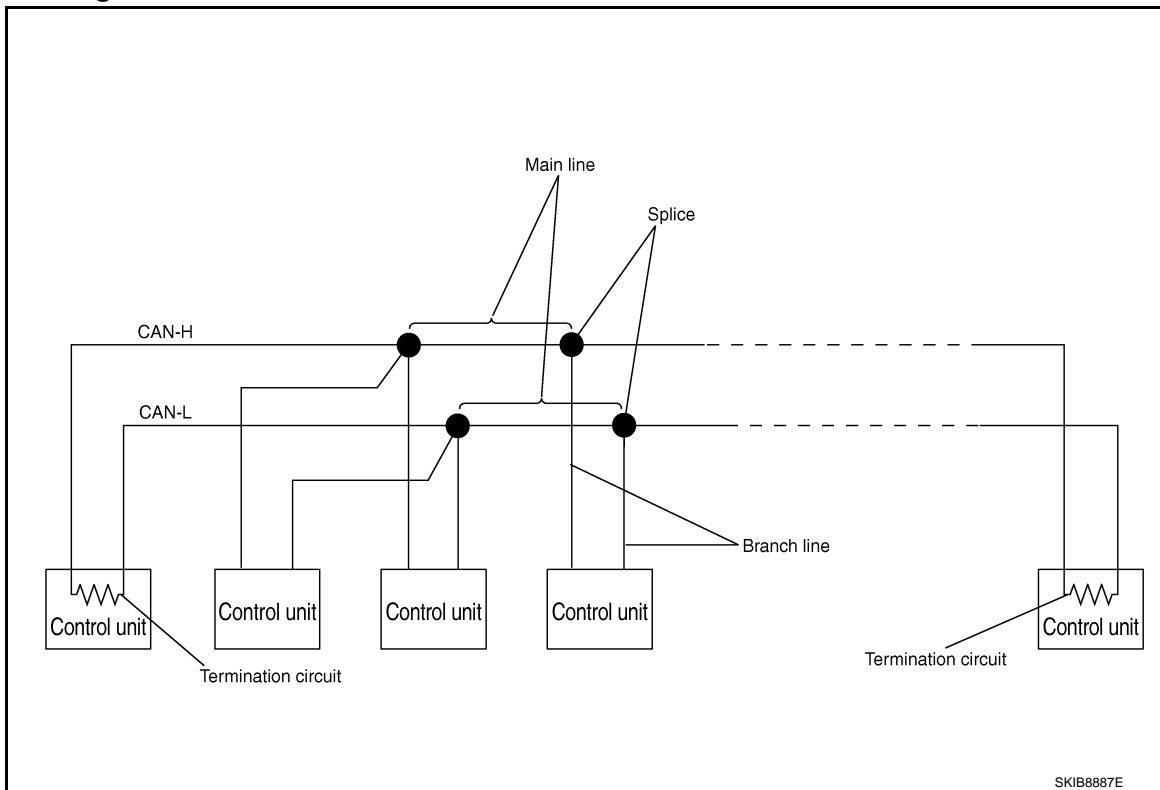 Main line
Splice
CAN-H
CAN-L
Branch line
Control unit
Control unit
Control unit
Control unit
Control unit
Termination circuit
Termination circuit
SKIB8887E